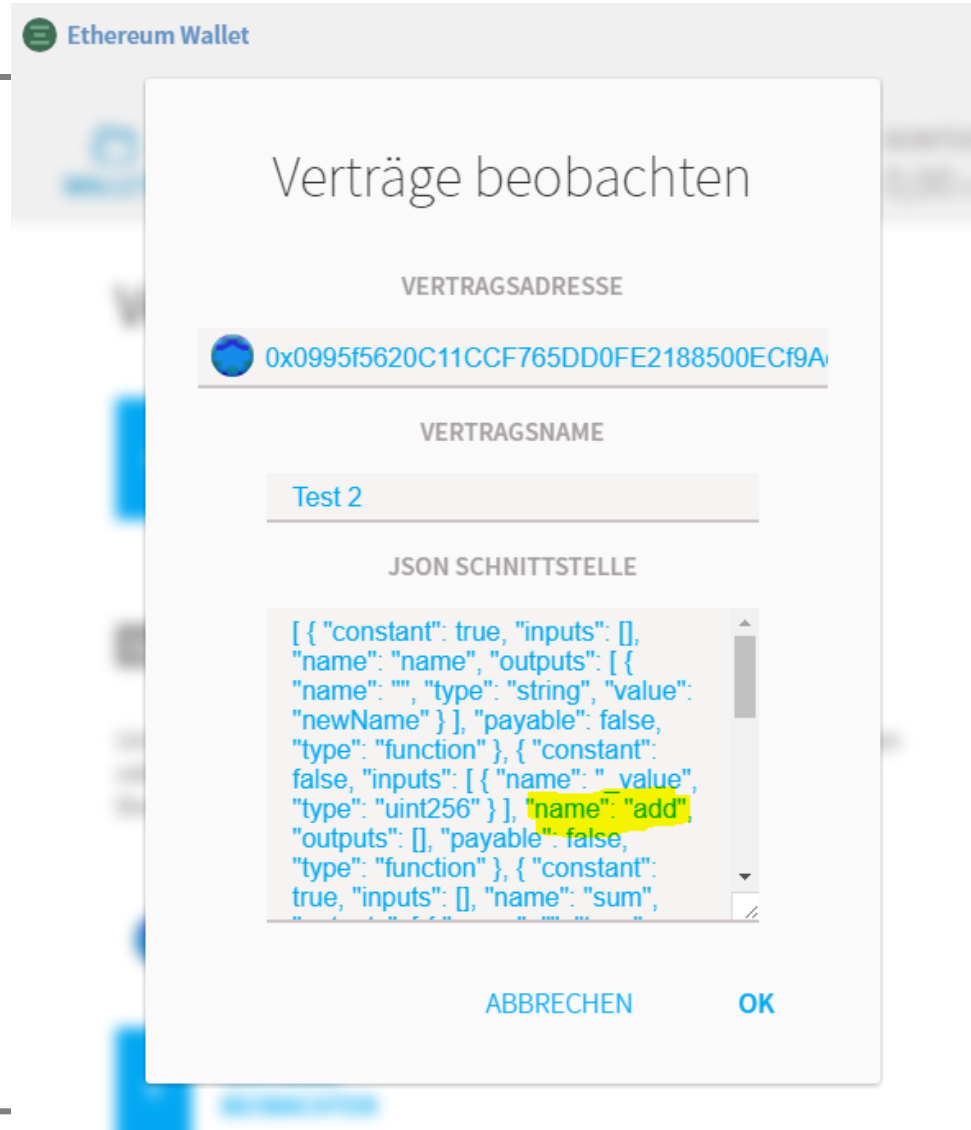 Ethereum Wallet
Verträge beobachten
VERTRAGSADRESSE
0x0995f5620C11CCF765DD0FE2188500ECf9A
VERTRAGSNAME
Test 2
JSON SCHNITTSTELLE
[ { "constant": true, "inputs": [],
"name": "name", "outputs": [ {
"name": "", "type": "string", "value":
"newName" } ], "payable": false,
"type": "function" }, { "constant":
false, "inputs": [ { "name": "_value",
"type": "uint256" } ], "name": "add",
"outputs": [], "payable": false,
"type": "function" }, { "constant":
true, "inputs": [], "name": "sum",
ABBRECHEN OK